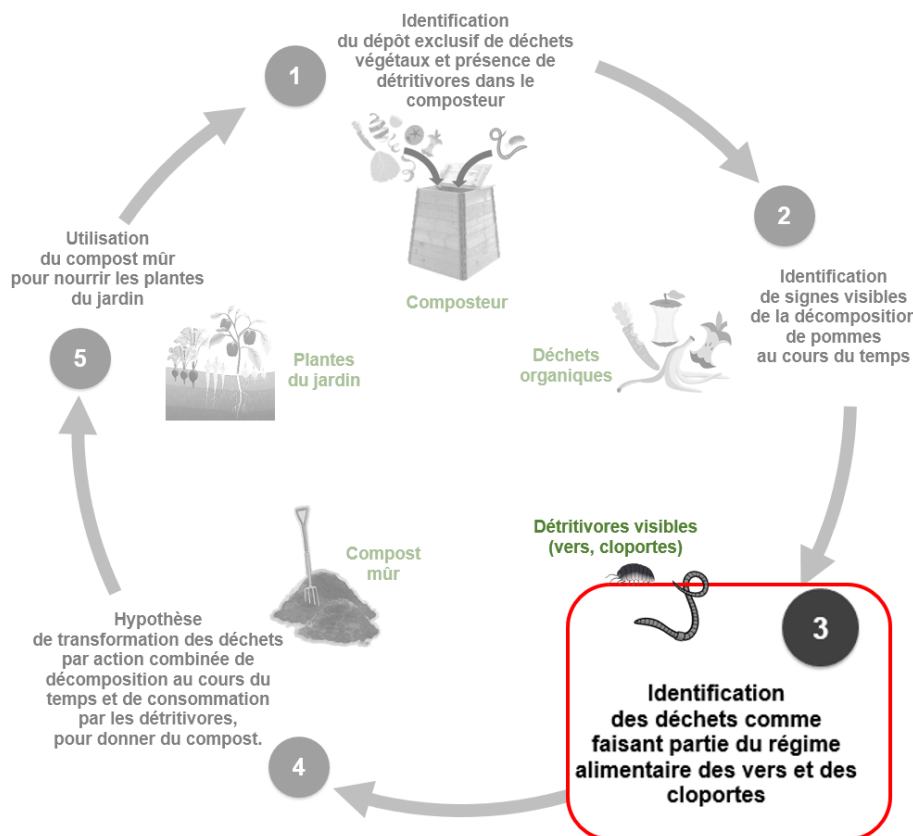 1
Identification
du dépôt exclusif de déchets
végétaux et présence de
détritivores dans le
composteur
Composteur
2
Identification
de signes visibles
de la décomposition
de pommes
au cours du temps
Déchets
organiques
Détritivores visibles
(vers, cloportes)
3
Identification
des déchets comme
faisant partie du régime
alimentaire des vers et des
cloportes
4
Hypothèse
de transformation des déchets
par action combinée de
décomposition au cours du
temps et de consommation
par les détritivores,
pour donner du compost.
Compost
mûr
5
Utilisation
du compost mûr
pour nourrir les plantes
du jardin
Plantes
du jardin